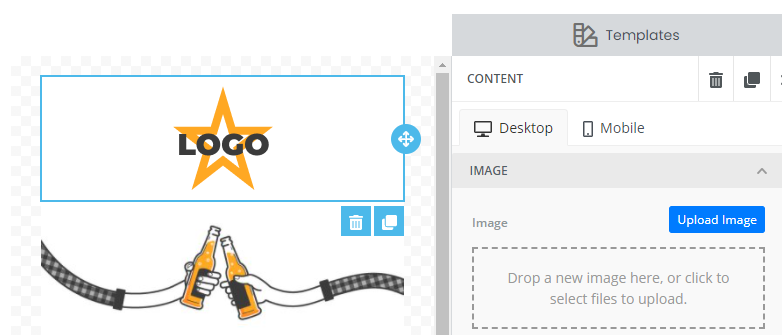 Templates
CONTENT
Desktop
Mobile
IMAGE
LOGO
Image
Upload Image
Drop a new image here, or click to
select files to upload.